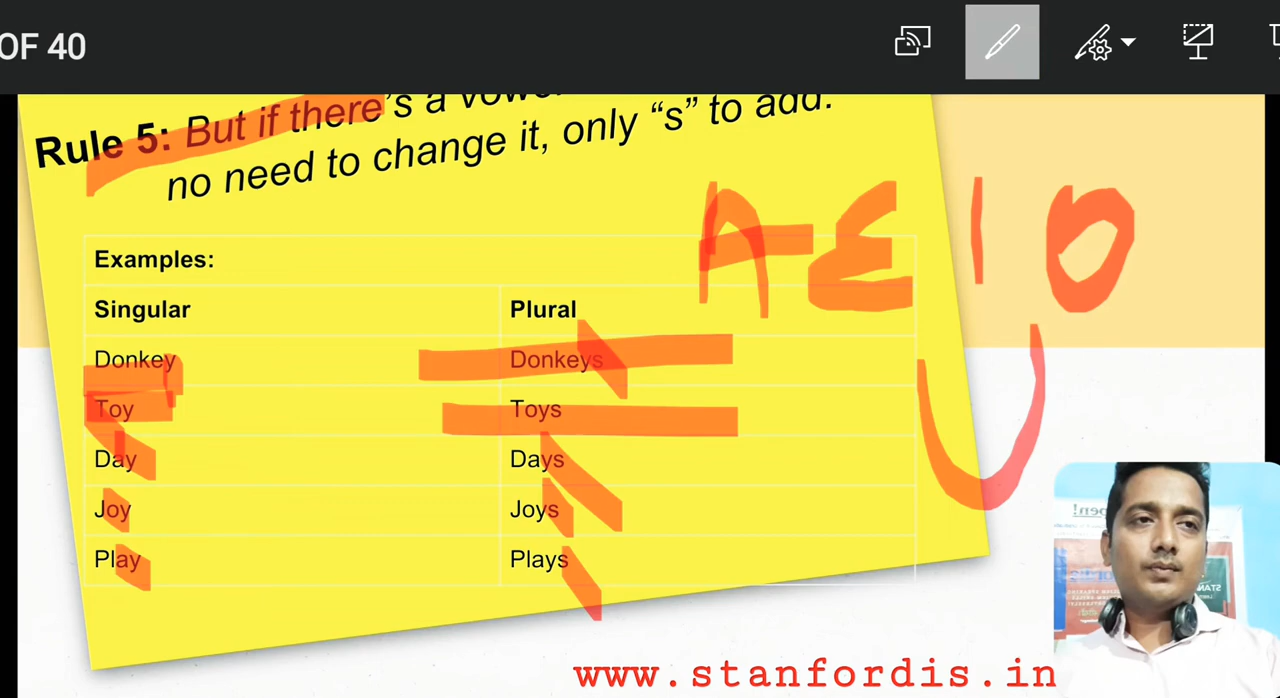 OF 40
Rule 5: But if there's a
no need to change it, only “s” to add.
A E I O
U
Examples:
Singular Plural
Donkey Donkeys
Toy Toys
Day Days
Joy Joys
Play Plays
www.stanfordis.in